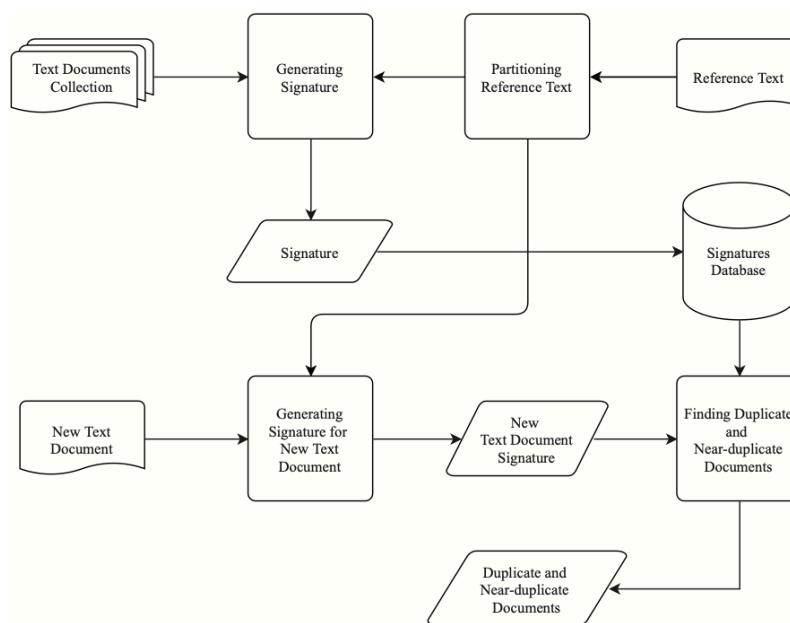 Text Documents
Collection
Generating
Signature
Partitioning
Reference Text
Reference Text
Signature
Signatures
Database
New Text
Document
Generating
Signature for
New Text
Document
New
Text Document
Signature
Finding Duplicate
and
Near-duplicate
Documents
Duplicate and
Near-duplicate
Documents